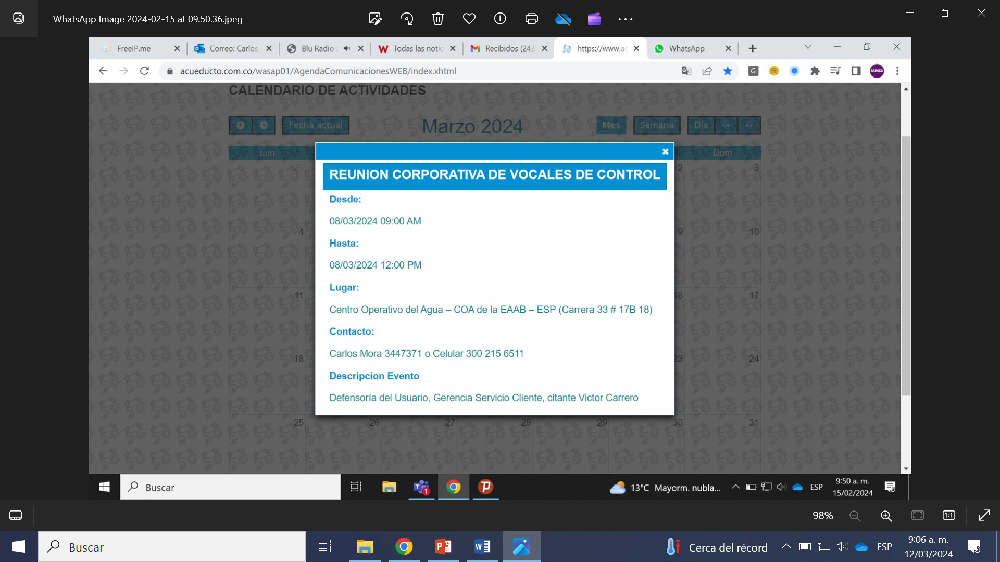 WhatsApp Image 2024-02-15 at 09.50.36.jpeg
FreeIP.me
Correo: Carlos
Blu Radio
Todas las notic
Recibidos (243
https://www.ac
WhatsApp
acueducto.com.co/wasap01/AgendaComunicacionesWEB/index.xhtml
G
PANGEA
CALENDARIO DE ACTIVIDADES
Fecha actual
Marzo 2024
Mes
Semana
Día
Lun
Dom
26
2
3
REUNION CORPORATIVA DE VOCALES DE CONTROL
Desde:
08/03/2024 09:00 AM
Hasta:
08/03/2024 12:00 PM
Lugar:
Centro Operativo del Agua – COA de la EAAB – ESP (Carrera 33 # 17B 18)
Contacto:
Carlos Mora 3447371 o Celular 300 215 6511
Descripcion Evento
Defensoría del Usuario, Gerencia Servicio Cliente, citante Victor Carrero
4
9
10
11
16
17
18
23
24
25
26
27
28
29
30
31
Buscar
1
13°C Mayorm. nubla...
ESP
9:50 a. m.
15/02/2024
98%
1:1
Buscar
Cerca del récord
ESP
9:06 a. m.
12/03/2024